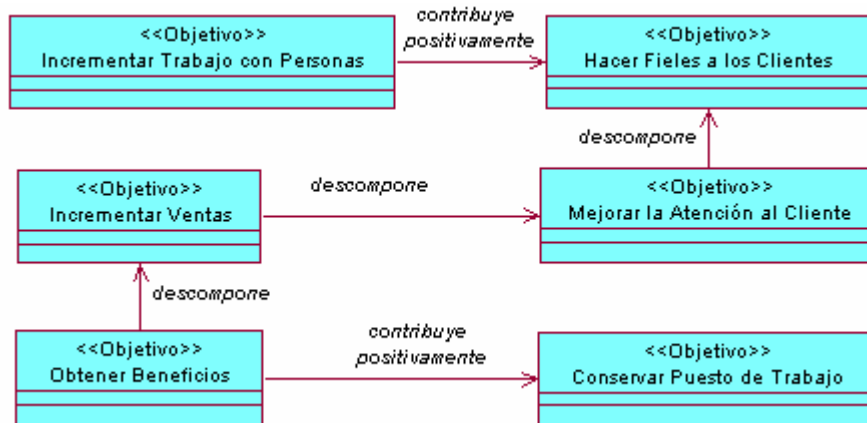 <<Objetivo>>
Incrementar Trabajo con Personas
contribuye
positivamente
<<Objetivo>>
Hacer Fieles a los Clientes
descompone
<<Objetivo>>
Incrementar Ventas
descompone
<<Objetivo>>
Mejorar la Atención al Cliente
descompone
<<Objetivo>>
Obtener Beneficios
contribuye
positivamente
<<Objetivo>>
Conservar Puesto de Trabajo